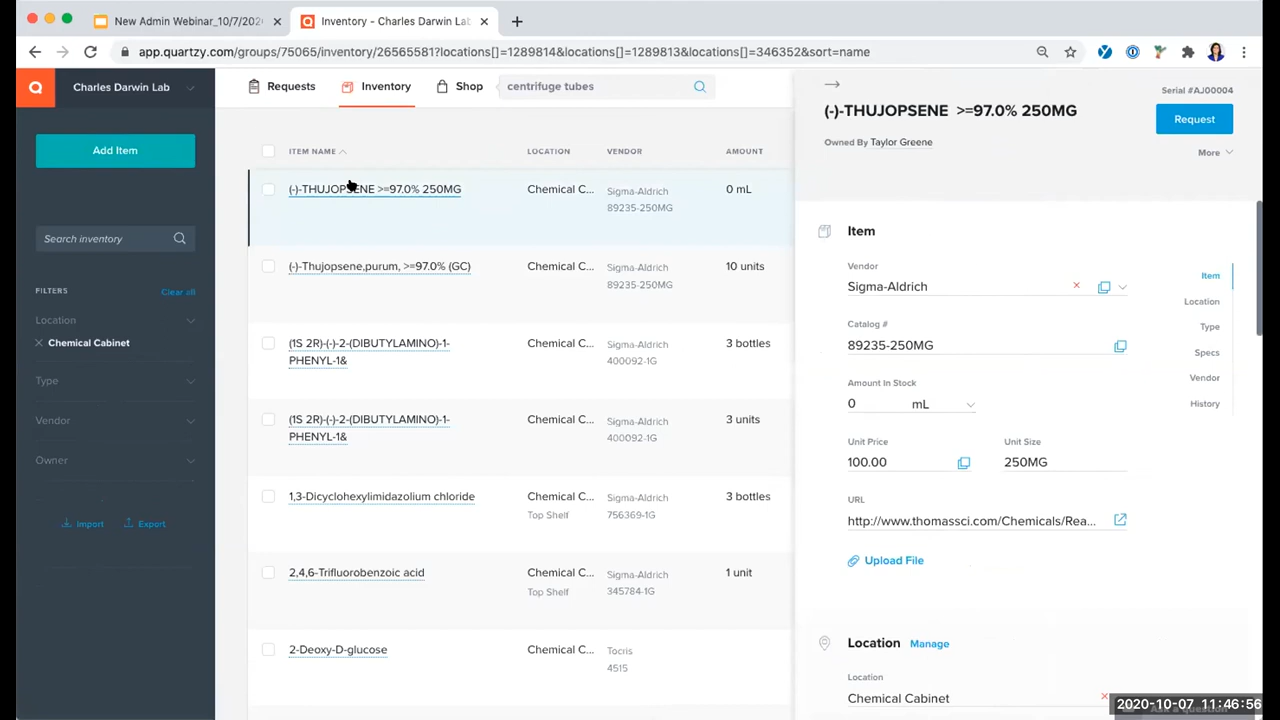 New Admin Webinar_10/7/202
Inventory - Charles Darwin Lab
app.quartzy.com/groups/75065/inventory/26565581?locations[]=1289814&locations[]=1289813&locations[]=346352&sort=name
Charles Darwin Lab
Requests
Inventory
Shop
centrifuge tubes
Add Item
Search inventory
FILTERS
Clear all
Location
Chemical Cabinet
Type
Vendor
Owner
Import
Export
ITEM NAME
LOCATION
VENDOR
AMOUNT
(-)-THUJOPSENE >=97.0% 250MG
Chemical C...
Sigma-Aldrich
89235-250MG
0 mL
(-)-Thujopsene,purum, >=97.0% (GC)
Chemical C...
Sigma-Aldrich
89235-250MG
10 units
(1S 2R)-(-)-2-(DIBUTYLAMINO)-1-
PHENYL-1&
Chemical C...
Sigma-Aldrich
400092-1G
3 bottles
(1S 2R)-(-)-2-(DIBUTYLAMINO)-1-
PHENYL-1&
Chemical C...
Sigma-Aldrich
400092-1G
3 units
1,3-Dicyclohexylimidazolium chloride
Chemical C...
Top Shelf
Sigma-Aldrich
756369-1G
3 bottles
2,4,6-Trifluorobenzoic acid
Chemical C...
Top Shelf
Sigma-Aldrich
345784-1G
1 unit
2-Deoxy-D-glucose
Chemical C...
Tocris
4515
Serial #AJ00004
(-)-THUJOPSENE >=97.0% 250MG
Request
Owned By Taylor Greene
More
Item
Vendor
Sigma-Aldrich
Catalog #
89235-250MG
Amount In Stock
0 mL
Unit Price
100.00
Unit Size
250MG
URL
http://www.thomassci.com/Chemicals/Rea...
Upload File
Item
Location
Type
Specs
Vendor
History
Location Manage
Location
Chemical Cabinet
2020-10-07 11:46:56